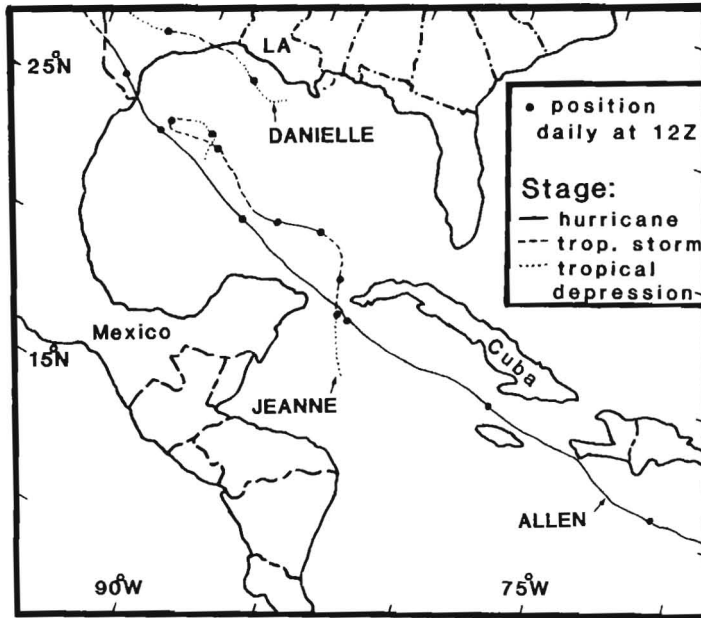 25°N
LA
DANIELLE
• position
daily at 12Z
Stage:
hurricane
trop. storm
tropical
depression
Mexico
15°N
Cuba
JEANNE
ALLEN
90°W
75°W